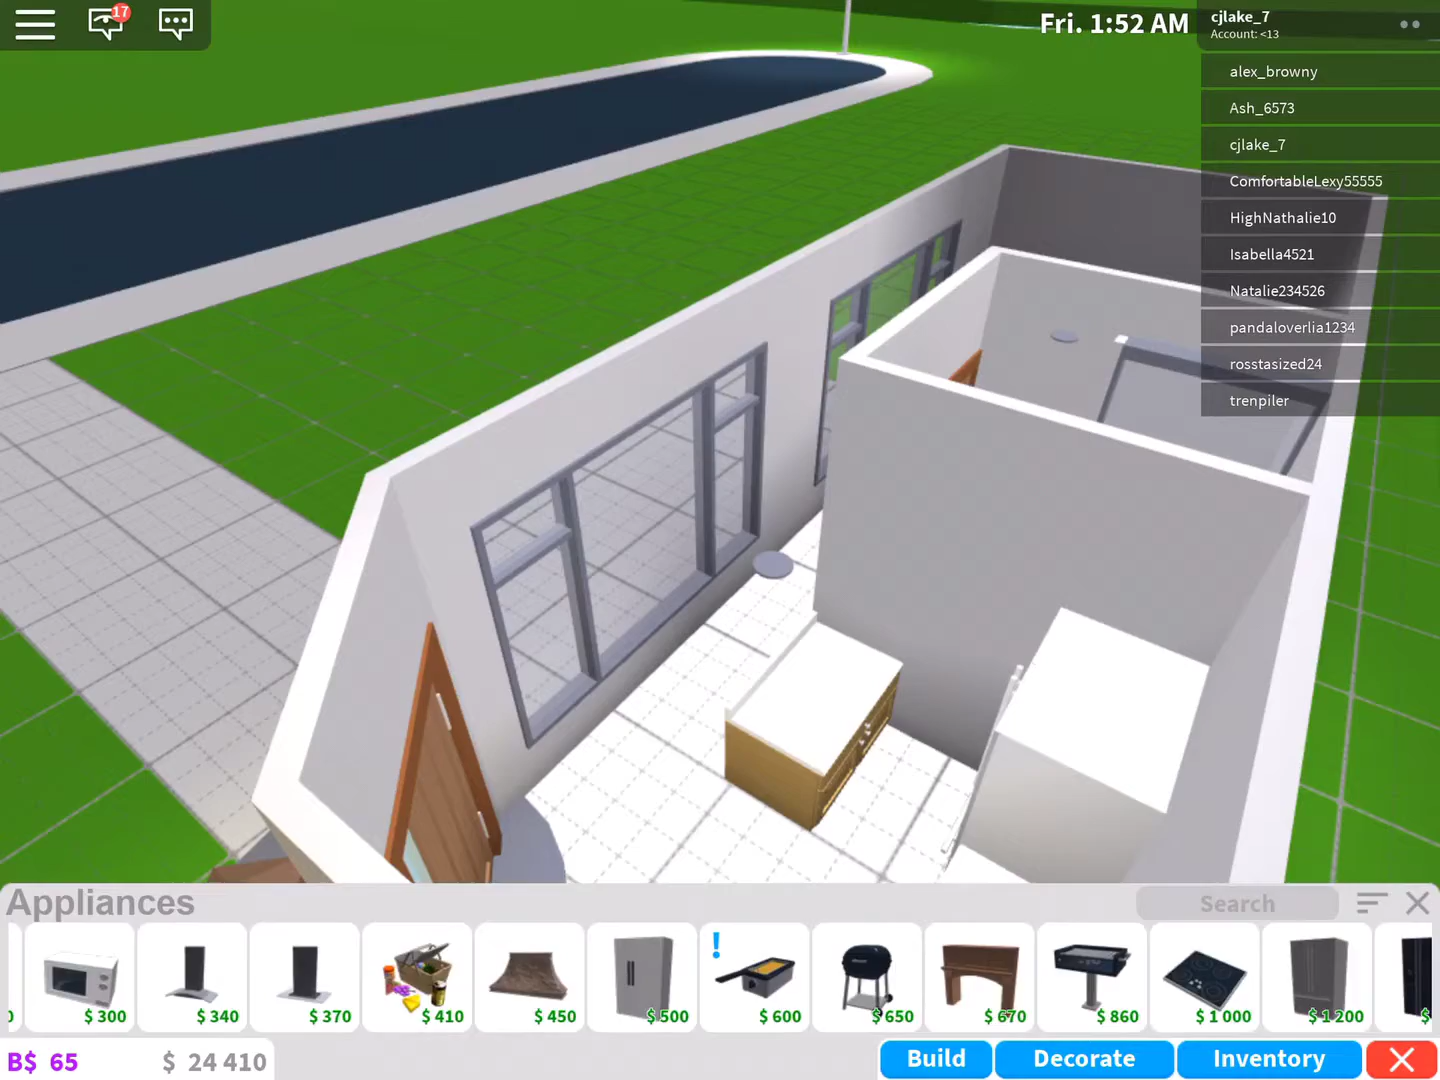 17
Fri. 1:52 AM
cjlake_7
Account: <13
alex_browny
Ash_6573
cjlake_7
ComfortableLexy55555
HighNathalie10
Isabella4521
Natalie234526
pandaloverlia1234
rosstasized24
trenpiler
Appliances
Search
0
$ 300
$ 340
$ 370
$ 410
$ 450
$ 500
! $ 600
$ 650
$ 670
$ 860
$ 1 000
$ 1 200
$
B$ 65
$ 24 410
Build
Decorate
Inventory